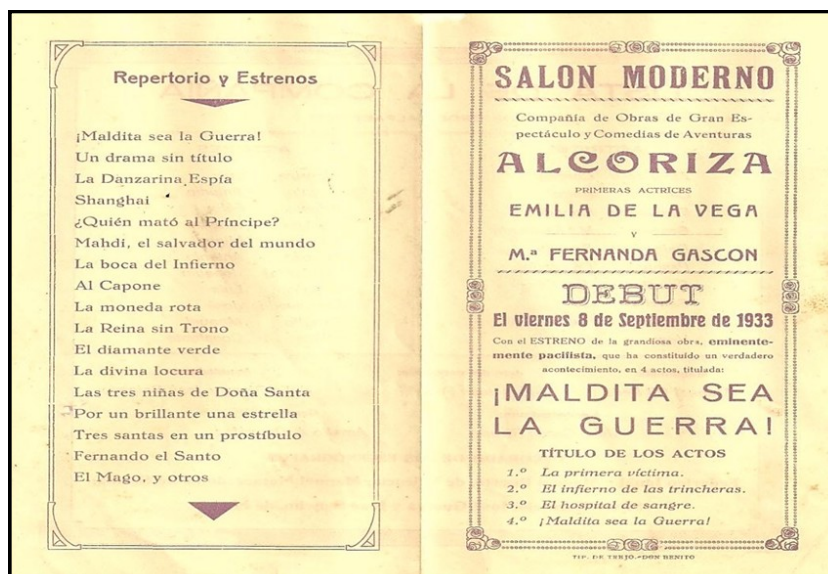 Repertorio y Estrenos
¡Maldita sea la Guerra!
Un drama sin título
La Danzarina Espía
Shanghai
¿Quién mató al Príncipe?
Mahdi, el salvador del mundo
La boca del Infierno
Al Capone
La moneda rota
La Reina sin Trono
El diamante verde
La divina locura
Las tres niñas de Doña Santa
Por un brillante una estrella
Tres santas en un prostíbulo
Fernando el Santo
El Mago, y otros
SALON MODERNO
Compañía de Obras de Gran Es-
pectáculo y Comedias de Aventuras
ALCORIZA
PRIMERAS ACTRICES
EMILIA DE LA VEGA
Y
M.ª FERNANDA GASCON
DEBUT
El viernes 8 de Septiembre de 1933
Con el ESTRENO de la grandiosa obra, eminente-
mente pacifista, que ha constituído un verdadero
acontecimiento, en 4 actos, titulada:
¡MALDITA SEA
LA GUERRA!
TÍTULO DE LOS ACTOS
1.º La primera víctima.
2.º El infierno de las trincheras.
3.º El hospital de sangre.
4.º ¡Maldita sea la Guerra!
TIP. DE TREJO.-DON BENITO